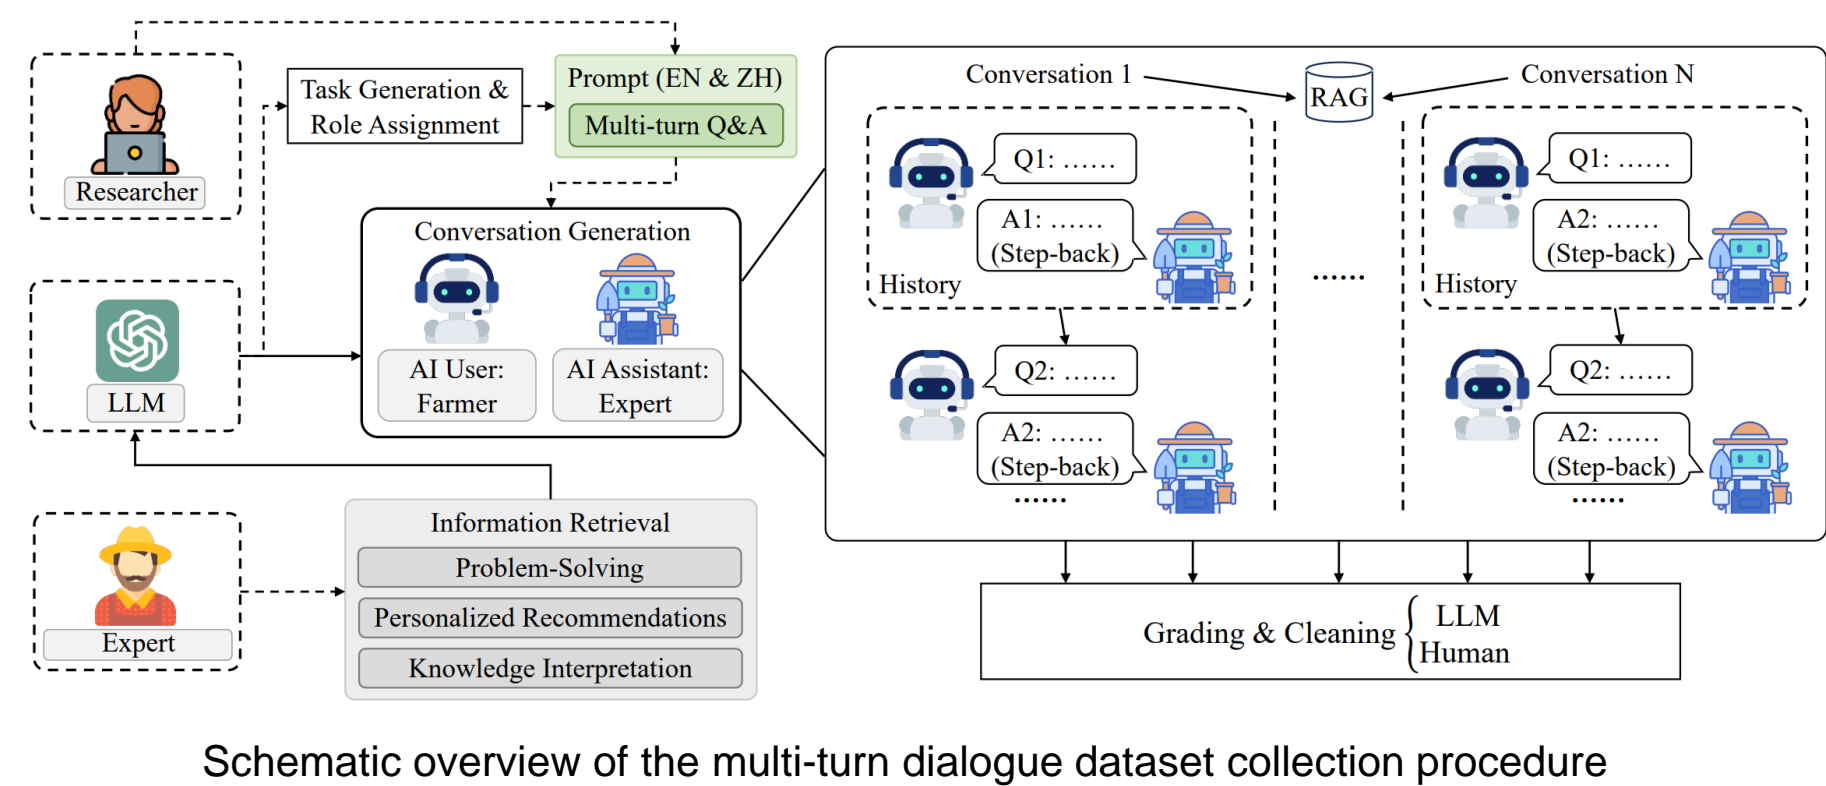 Researcher
Task Generation &
Role Assignment
Prompt (EN & ZH)
Multi-turn Q&A
Conversation Generation
AI User:
Farmer
AI Assistant:
Expert
LLM
Information Retrieval
Problem-Solving
Personalized Recommendations
Knowledge Interpretation
Expert
Conversation 1
RAG
Conversation N
Q1: ......
A1: ......
(Step-back)
History
Q2: ......
A2: ......
(Step-back)
......
......
Q1: ......
A2: ......
(Step-back)
History
Q2: ......
A2: ......
(Step-back)
......
Grading & Cleaning
LLM
Human
Schematic overview of the multi-turn dialogue dataset collection procedure